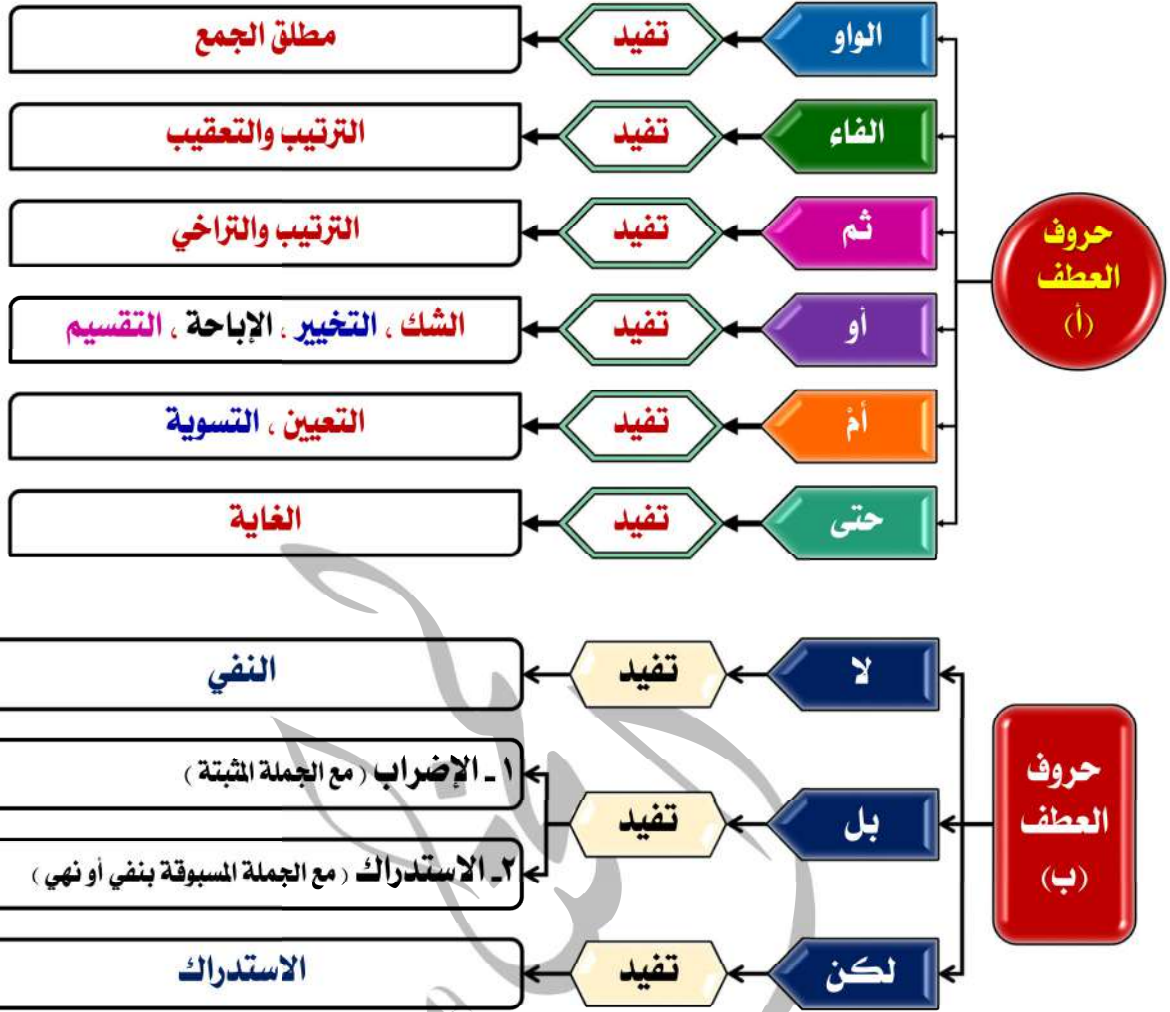 حروف
العطف
(أ)
الواو تفيد مطلق الجمع
الفاء تفيد الترتيب والتعقيب
ثم تفيد الترتيب والتراخي
أو تفيد الشك ، التخيير ، الإباحة ، التقسيم
أمْ تفيد التعيين ، التسوية
حتى تفيد الغاية
حروف
العطف
(ب)
لا تفيد النفي
بل تفيد
١ـ الإضراب ( مع الجملة المثبتة )
٢ـ الاستدراك ( مع الجملة المسبوقة بنفي أو نهي )
لكن تفيد الاستدراك